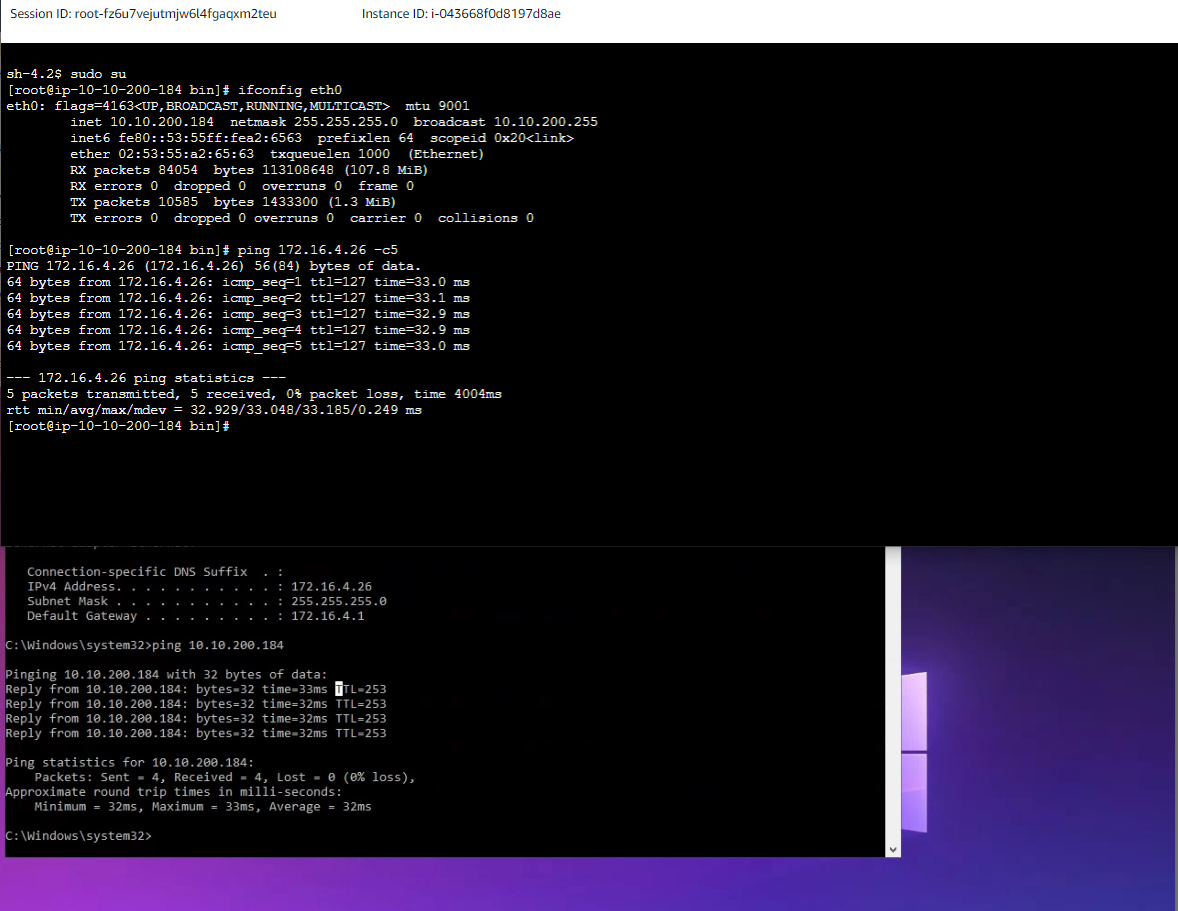 Session ID: root-fz6u7vejutmjw6l4fgaqxm2teu Instance ID: i-043668f0d8197d8ae
sh-4.2$ sudo su
[root@ip-10-10-200-184 bin]# ifconfig eth0
eth0: flags=4163<UP,BROADCAST,RUNNING,MULTICAST>  mtu 9001
        inet 10.10.200.184  netmask 255.255.255.0  broadcast 10.10.200.255
        inet6 fe80::53:55ff:fea2:6563  prefixlen 64  scopeid 0x20<link>
        ether 02:53:55:a2:65:63  txqueuelen 1000  (Ethernet)
        RX packets 84054  bytes 113108648 (107.8 MiB)
        RX errors 0  dropped 0  overruns 0  frame 0
        TX packets 10585  bytes 1433300 (1.3 MiB)
        TX errors 0  dropped 0 overruns 0  carrier 0  collisions 0
[root@ip-10-10-200-184 bin]# ping 172.16.4.26 -c5
PING 172.16.4.26 (172.16.4.26) 56(84) bytes of data.
64 bytes from 172.16.4.26: icmp_seq=1 ttl=127 time=33.0 ms
64 bytes from 172.16.4.26: icmp_seq=2 ttl=127 time=33.1 ms
64 bytes from 172.16.4.26: icmp_seq=3 ttl=127 time=32.9 ms
64 bytes from 172.16.4.26: icmp_seq=4 ttl=127 time=32.9 ms
64 bytes from 172.16.4.26: icmp_seq=5 ttl=127 time=33.0 ms
--- 172.16.4.26 ping statistics ---
5 packets transmitted, 5 received, 0% packet loss, time 4004ms
rtt min/avg/max/mdev = 32.929/33.048/33.185/0.249 ms
[root@ip-10-10-200-184 bin]#
Connection-specific DNS Suffix  . :
IPv4 Address. . . . . . . . . . . : 172.16.4.26
Subnet Mask . . . . . . . . . . . : 255.255.255.0
Default Gateway . . . . . . . . . : 172.16.4.1
C:\Windows\system32>ping 10.10.200.184
Pinging 10.10.200.184 with 32 bytes of data:
Reply from 10.10.200.184: bytes=32 time=33ms TTL=253
Reply from 10.10.200.184: bytes=32 time=32ms TTL=253
Reply from 10.10.200.184: bytes=32 time=32ms TTL=253
Reply from 10.10.200.184: bytes=32 time=32ms TTL=253
Ping statistics for 10.10.200.184:
    Packets: Sent = 4, Received = 4, Lost = 0 (0% loss),
Approximate round trip times in milli-seconds:
    Minimum = 32ms, Maximum = 33ms, Average = 32ms
C:\Windows\system32>